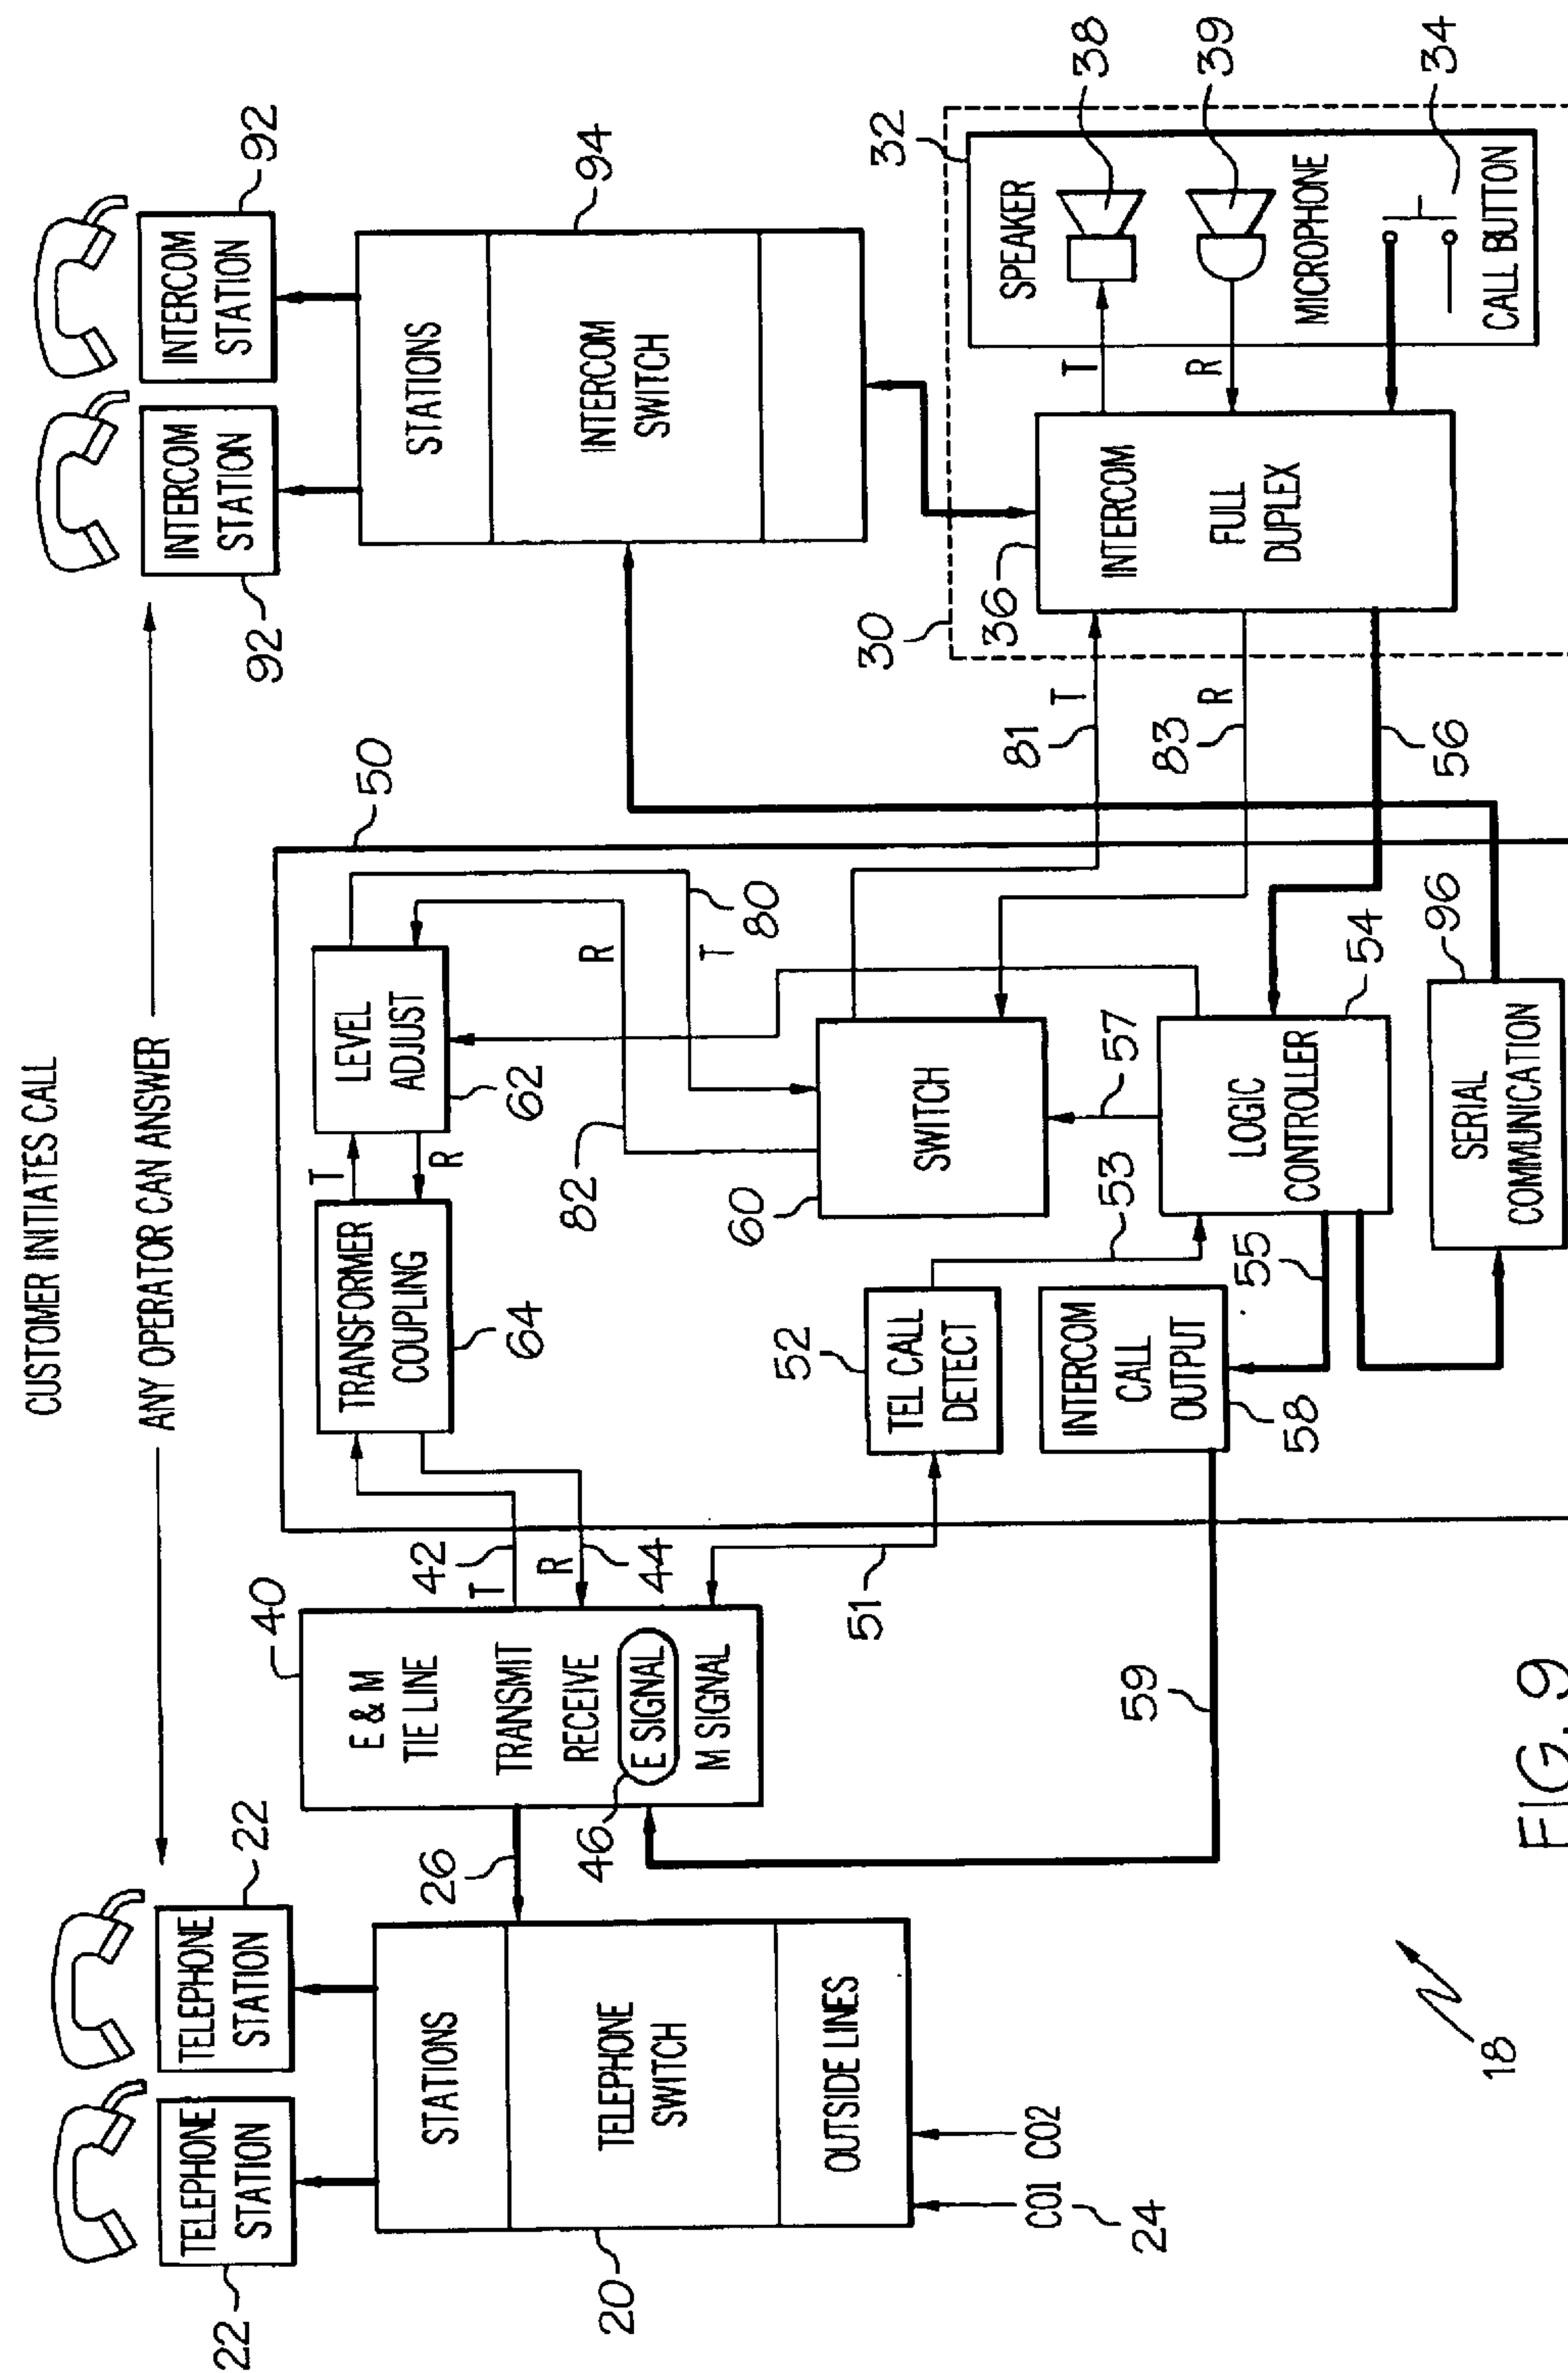 CUSTOMER INITIATES CALL
ANY OPERATOR CAN ANSWER
22
TELEPHONE
STATION
TELEPHONE
STATION
22
20
STATIONS
TELEPHONE
SWITCH
OUTSIDE LINES
CO1
CO2
24
26
40
E & M
TIE LINE
TRANSMIT
RECEIVE
E SIGNAL
M SIGNAL
46
42
T
R
44
51
59
50
TRANSFORMER
COUPLING
64
T
R
LEVEL
ADJUST
62
82
R
T
80
52
TEL CALL
DETECT
53
INTERCOM
CALL
OUTPUT
58
55
60
SWITCH
57
LOGIC
CONTROLLER
54
SERIAL
COMMUNICATION
96
81
T
83
R
56
92
INTERCOM
STATION
INTERCOM
STATION
92
STATIONS
INTERCOM
SWITCH
94
30
36
INTERCOM
FULL
DUPLEX
T
R
32
SPEAKER
38
39
MICROPHONE
34
CALL BUTTON
18
FIG. 9